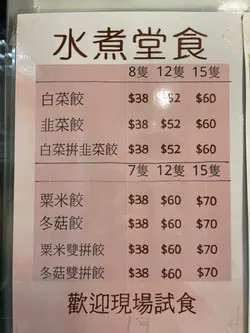 水煮堂食
8隻 12隻 15隻
白菜餃 $38 $52 $60
韭菜餃 $38 $52 $60
白菜拼韭菜餃 $38 $52 $60
7隻 12隻 15隻
粟米餃 $38 $60 $70
冬菇餃 $38 $60 $70
粟米雙拼餃 $38 $60 $70
冬菇雙拼餃 $38 $60 $70
歡迎現場試食